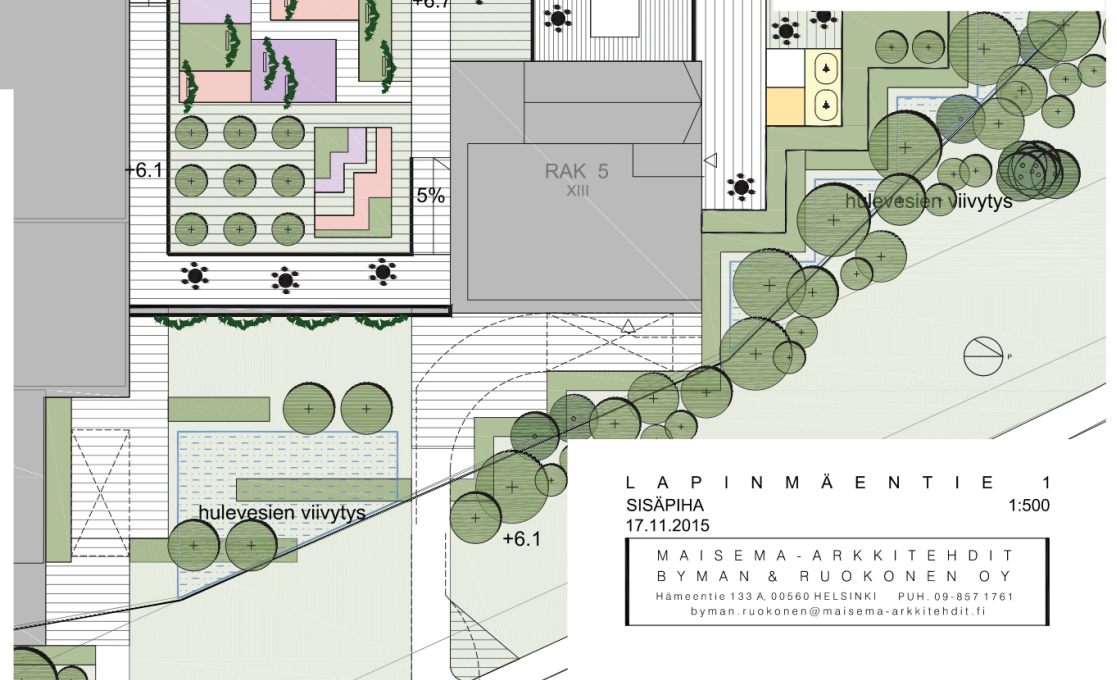 +6.7
+6.1
5%
RAK 5
XIII
hulevesien viivytys
P
hulevesien viivytys
+6.1
LAPINMÄENTIE 1
SISÄPIHA 1:500
17.11.2015
MAISEMA-ARKKITEHDIT
BYMAN & RUOKONEN OY
Hämeentie 133 A, 00560 HELSINKI PUH. 09-857 1761
byman.ruokonen@maisema-arkkitehdit.fi